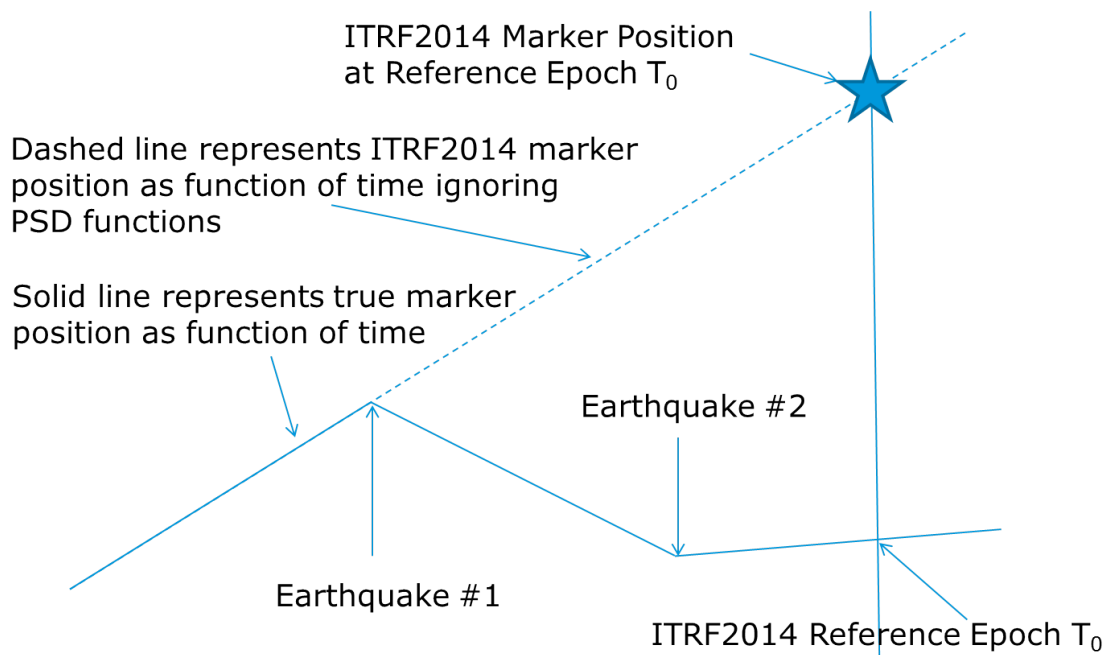 ITRF2014 Marker Position
at Reference Epoch T₀
Dashed line represents ITRF2014 marker
position as function of time ignoring
PSD functions
Solid line represents true marker
position as function of time
Earthquake #2
Earthquake #1
ITRF2014 Reference Epoch T₀